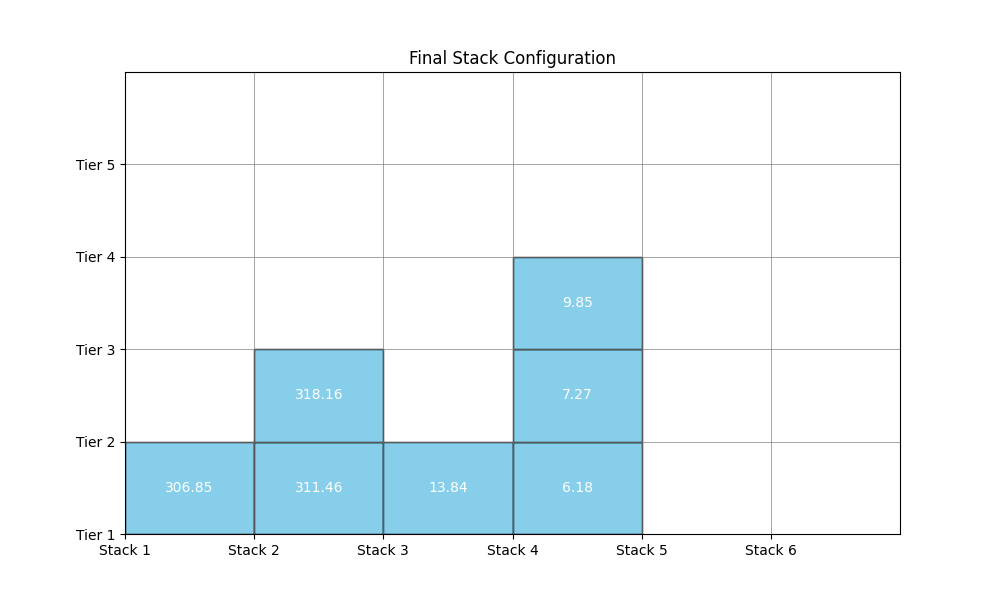 Final Stack Configuration
Tier 5
Tier 4
9.85
Tier 3
318.16
7.27
Tier 2
306.85
311.46
13.84
6.18
Tier 1
Stack 1
Stack 2
Stack 3
Stack 4
Stack 5
Stack 6